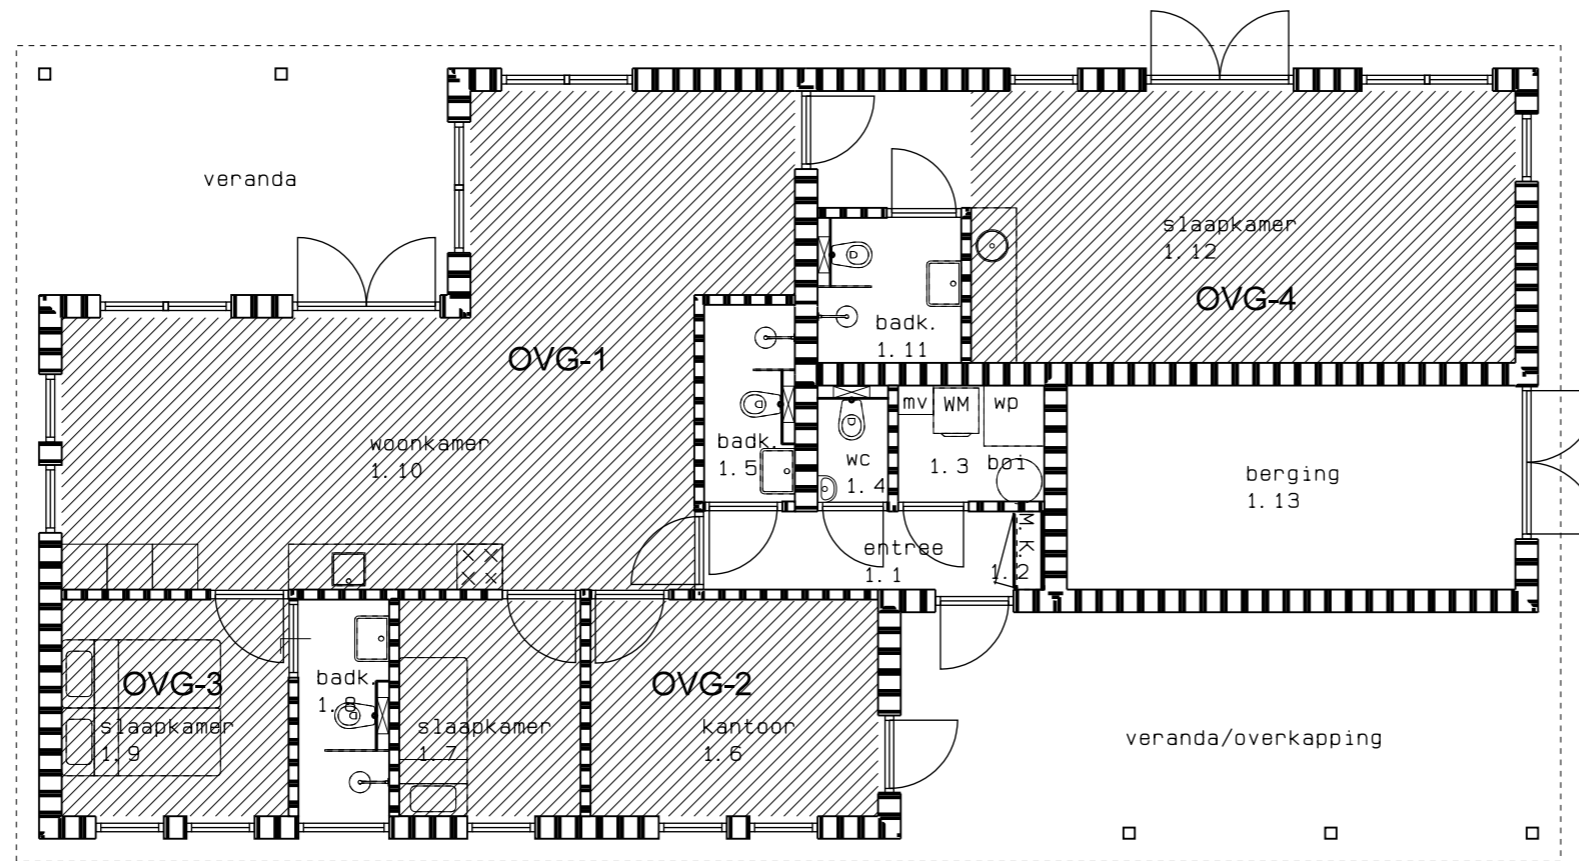 veranda
slaapkamer
1.12
OVG-4
badk.
1.11
OVG-1
woonkamer
1.10
badk.
1.5
wc
1.4
mv
WM
wp
1.3
boi
berging
1.13
entree
1.1
M.K.
1.2
OVG-3
slaapkamer
1.9
badk.
1.8
slaapkamer
1.7
OVG-2
kantoor
1.6
veranda/overkapping